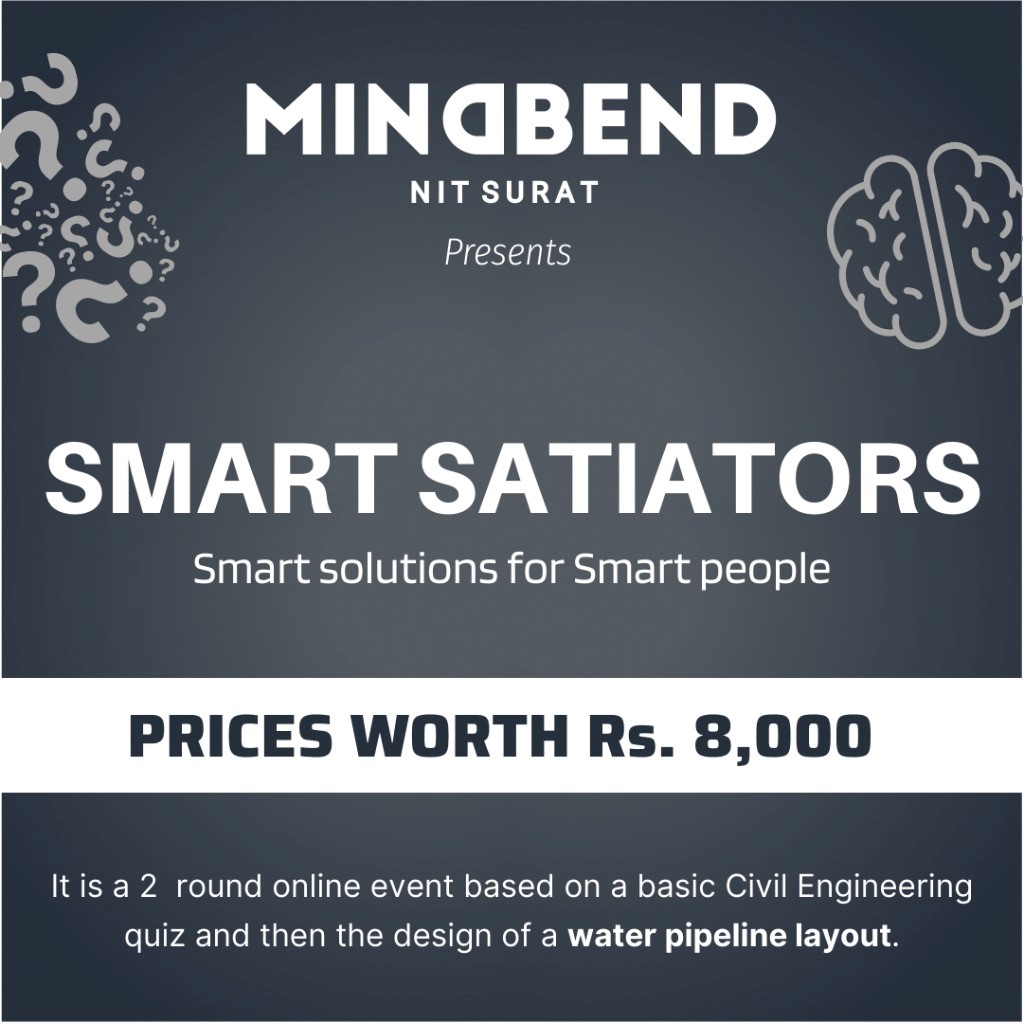 MINDBEND
NIT SURAT
Presents
SMART SATIATORS
Smart solutions for Smart people
PRICES WORTH Rs. 8,000
It is a 2 round online event based on a basic Civil Engineering
quiz and then the design of a water pipeline layout.